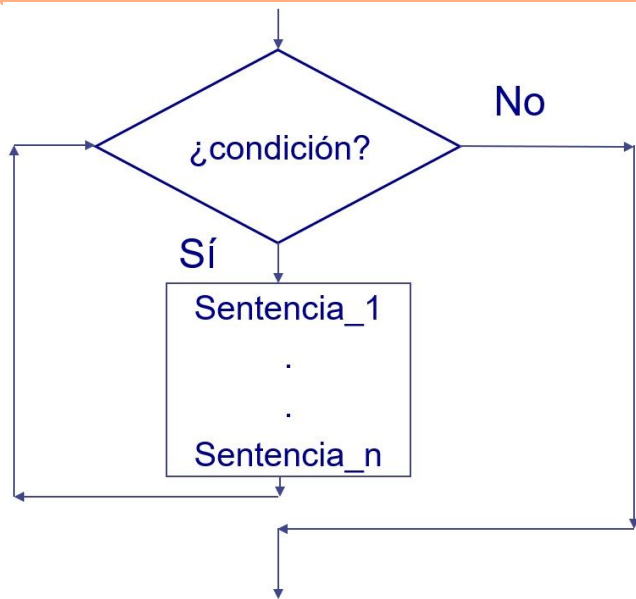 No
¿condición?
Sí
Sentencia_1
.
.
Sentencia_n